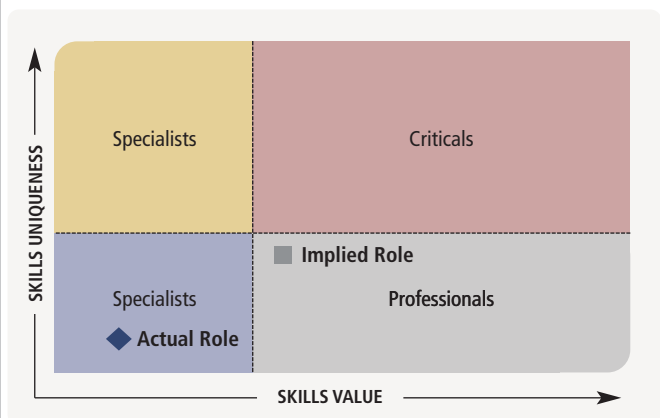 SKILLS UNIQUENESS
Specialists
Criticals
Implied Role
Specialists
Professionals
Actual Role
SKILLS VALUE